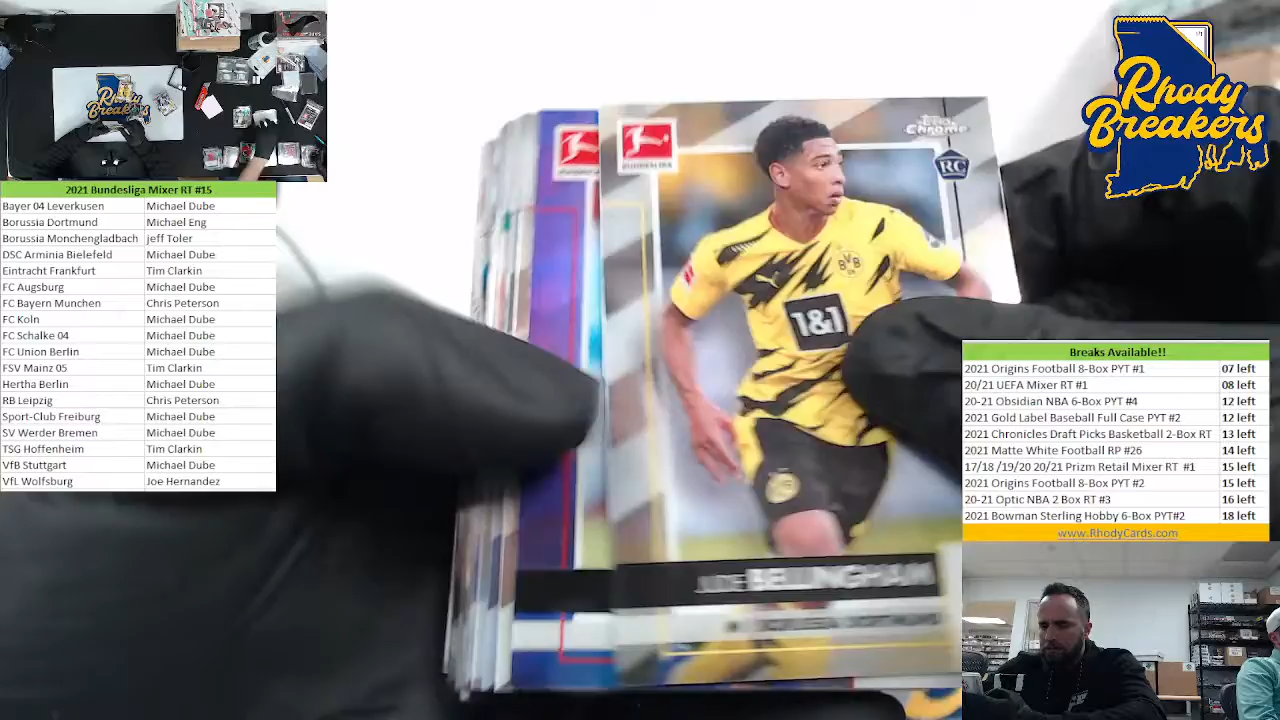 2021 Bundesliga Mixer RT #15
Bayer 04 Leverkusen Michael Dube
Borussia Dortmund Michael Eng
Borussia Monchengladbach jeff Toler
DSC Arminia Bielefeld Michael Dube
Eintracht Frankfurt Tim Clarkin
FC Augsburg Michael Dube
FC Bayern Munchen Chris Peterson
FC Koln Michael Dube
FC Schalke 04 Michael Dube
FC Union Berlin Michael Dube
FSV Mainz 05 Tim Clarkin
Hertha Berlin Michael Dube
RB Leipzig Chris Peterson
Sport-Club Freiburg Michael Dube
SV Werder Bremen Michael Dube
TSG Hoffenheim Tim Clarkin
VfB Stuttgart Michael Dube
VfL Wolfsburg Joe Hernandez
Rhody
Breakers
Topps
Chrome
RC
BUNDESLIGA
BVB
1&1
JUDE BELLINGHAM
Rhody
Breakers
Breaks Available!!
2021 Origins Football 8-Box PYT #1 07 left
20/21 UEFA Mixer RT #1 08 left
20-21 Obsidian NBA 6-Box PYT #4 12 left
2021 Gold Label Baseball Full Case PYT #2 12 left
2021 Chronicles Draft Picks Basketball 2-Box RT 13 left
2021 Matte White Football RP #26 14 left
17/18 /19/20 20/21 Prizm Retail Mixer RT #1 15 left
2021 Origins Football 8-Box PYT #2 15 left
20-21 Optic NBA 2 Box RT #3 16 left
2021 Bowman Sterling Hobby 6-Box PYT#2 18 left
www.RhodyCards.com